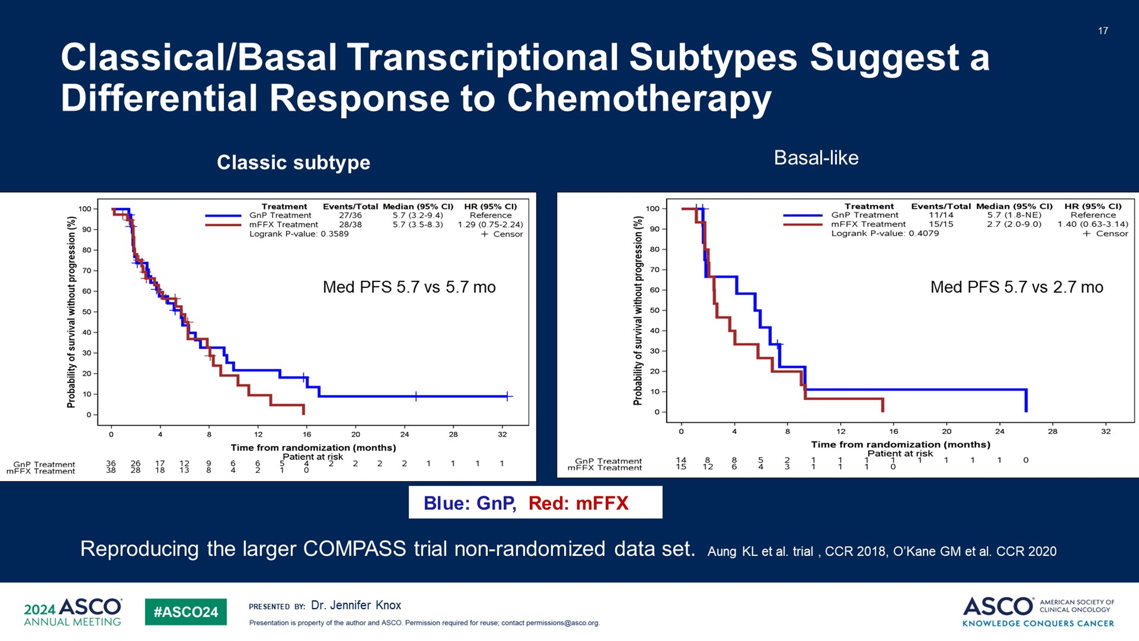 17
Classical/Basal Transcriptional Subtypes Suggest a
Differential Response to Chemotherapy
Classic subtype
Treatment Events/Total Median (95% CI) HR (95% CI)
GnP Treatment 27/36 5.7 (3.2-9.4) Reference
mFFX Treatment 28/38 5.7 (3.5-8.3) 1.29 (0.75-2.24)
Logrank P-value: 0.3589 + Censor
Med PFS 5.7 vs 5.7 mo
Probability of survival without progression (%)
100
90
80
70
60
50
40
30
20
10
0
0 4 8 12 16 20 24 28 32
Time from randomization (months)
Patient at risk
GnP Treatment 36 26 17 12 9 6 6 5 4 2 2 2 2 1 1 1 1
mFFX Treatment 38 28 18 13 8 4 2 1 0
Basal-like
Treatment Events/Total Median (95% CI) HR (95% CI)
GnP Treatment 11/14 5.7 (1.8-NE) Reference
mFFX Treatment 15/15 2.7 (2.0-9.0) 1.40 (0.63-3.14)
Logrank P-value: 0.4079 + Censor
Med PFS 5.7 vs 2.7 mo
Probability of survival without progression (%)
100
90
80
70
60
50
40
30
20
10
0
0 4 8 12 16 20 24 28 32
Time from randomization (months)
Patient at risk
GnP Treatment 14 8 8 5 2 1 1 1 1 1 1 1 1 0
mFFX Treatment 15 12 6 4 3 1 1 1 0
Blue: GnP, Red: mFFX
Reproducing the larger COMPASS trial non-randomized data set. Aung KL et al. trial , CCR 2018, O'Kane GM et al. CCR 2020
2024 ASCO
ANNUAL MEETING
#ASCO24
PRESENTED BY: Dr. Jennifer Knox
Presentation is property of the author and ASCO. Permission required for reuse; contact permissions@asco.org.
ASCO AMERICAN SOCIETY OF
CLINICAL ONCOLOGY
KNOWLEDGE CONQUERS CANCER